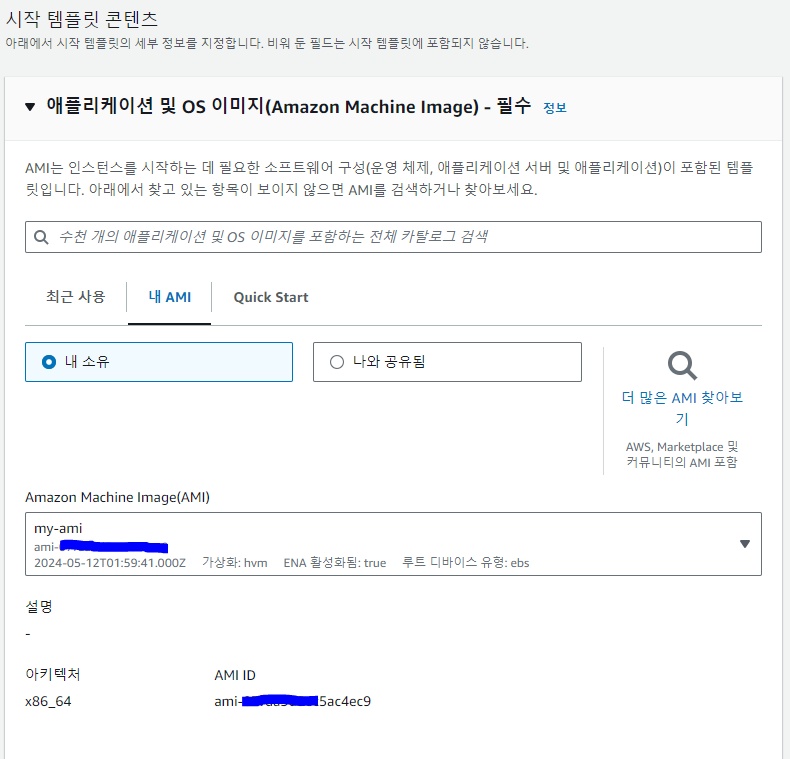 시작 템플릿 콘텐츠
아래에서 시작 템플릿의 세부 정보를 지정합니다. 비워 둔 필드는 시작 템플릿에 포함되지 않습니다.
애플리케이션 및 OS 이미지(Amazon Machine Image) - 필수 정보
AMI는 인스턴스를 시작하는 데 필요한 소프트웨어 구성(운영 체제, 애플리케이션 서버 및 애플리케이션)이 포함된 템플
릿입니다. 아래에서 찾고 있는 항목이 보이지 않으면 AMI를 검색하거나 찾아보세요.
수천 개의 애플리케이션 및 OS 이미지를 포함하는 전체 카탈로그 검색
최근 사용 내 AMI Quick Start
내 소유 나와 공유됨
더 많은 AMI 찾아보
기
AWS, Marketplace 및
커뮤니티의 AMI 포함
Amazon Machine Image(AMI)
my-ami
ami-
2024-05-12T01:59:41.000Z 가상화: hvm ENA 활성화됨: true 루트 디바이스 유형: ebs
설명
-
아키텍처 AMI ID
x86_64 ami- 5ac4ec9